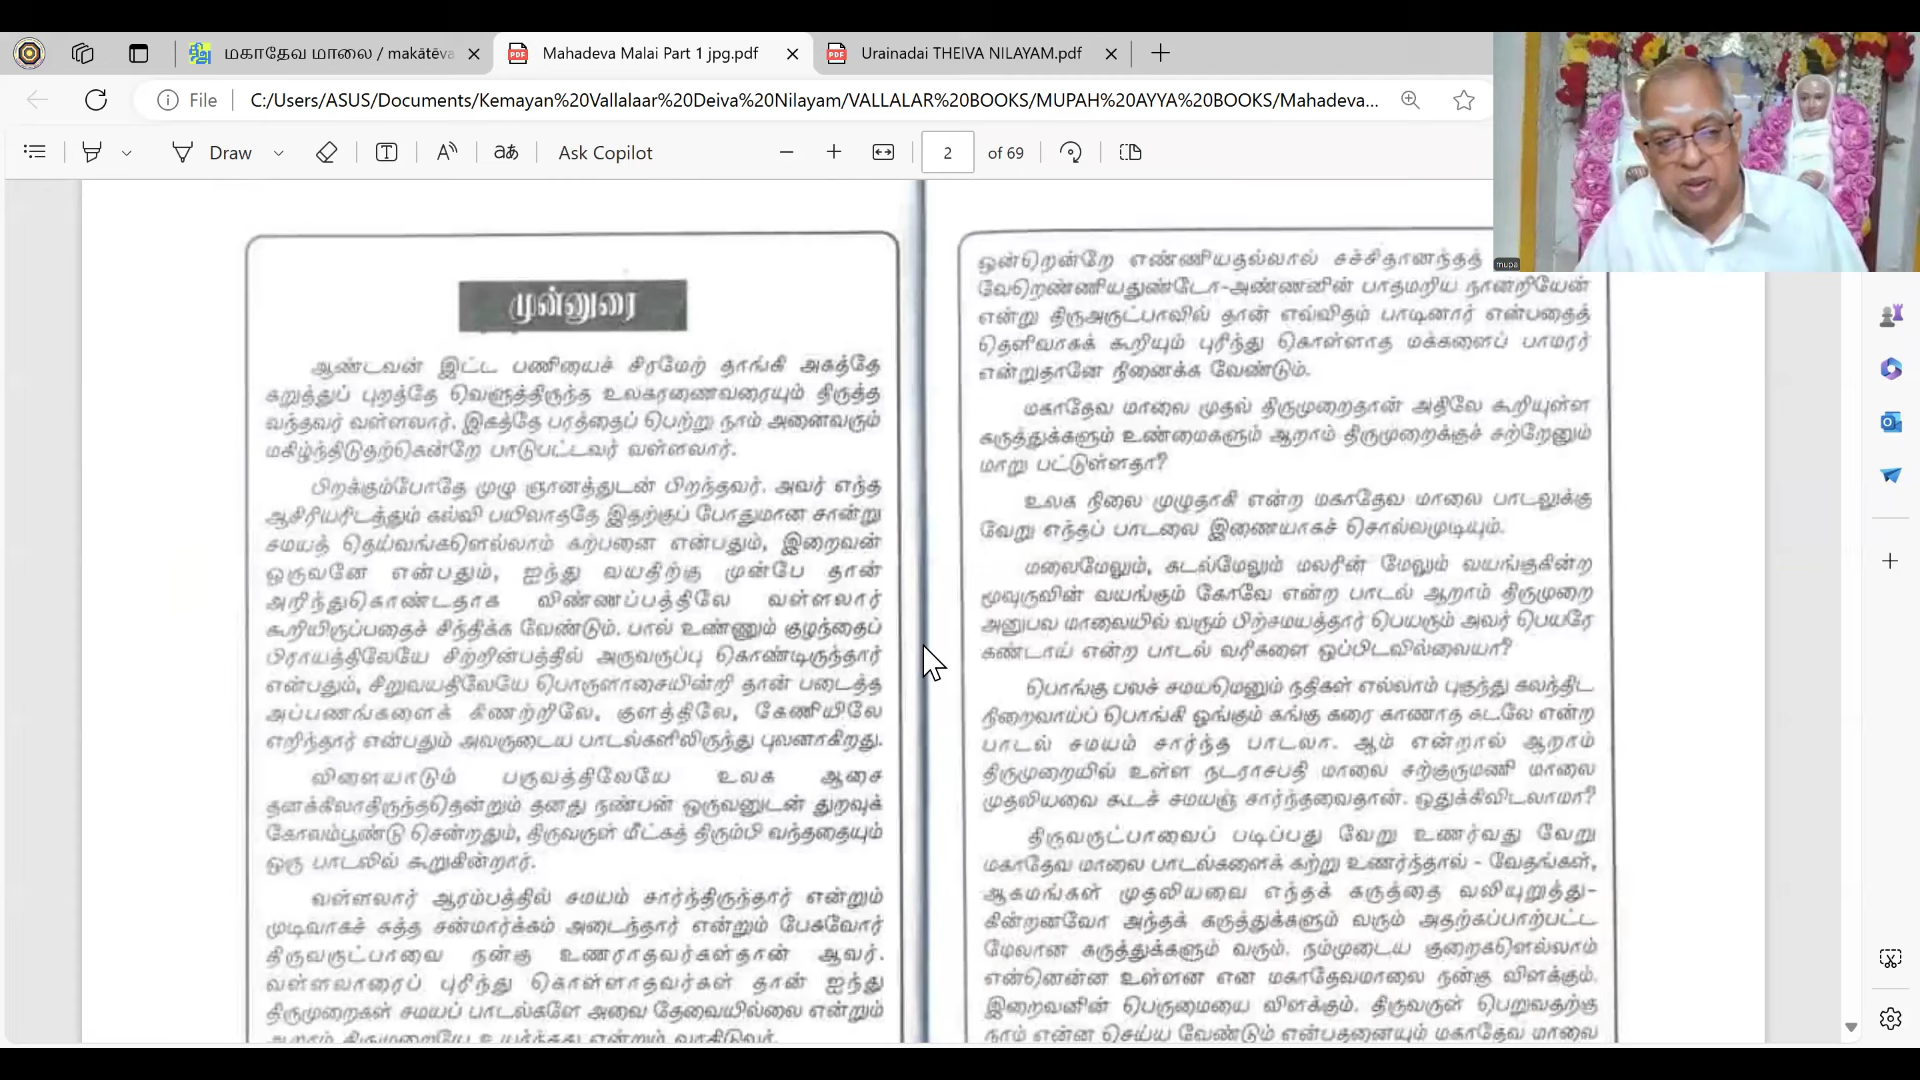 மகாதேவ மாலை / makātēva
Mahadeva Malai Part 1 jpg.pdf
Urainadai THEIVA NILAYAM.pdf
File
C:/Users/ASUS/Documents/Kemayan%20Vallalaar%20Deiva%20Nilayam/VALLALAR%20BOOKS/MUPAH%20AYYA%20BOOKS/Mahadeva...
Draw
Ask Copilot
2
of 69
mupa
முன்னுரை
ஆண்டவன் இட்ட பணியைச் சிரமேற் தாங்கி அகத்தே
கறுத்துப் புறத்தே வெளுத்திருந்த உலகரணைவரையும் திருத்த
வந்தவர் வள்ளலார். இகத்தே பரத்தைப் பெற்று நாம் அனைவரும்
மகிழ்ந்திடுதற்கென்றே பாடுபட்டவர் வள்ளலார்.
பிறக்கும்போதே முழு ஞானத்துடன் பிறந்தவர். அவர் எந்த
ஆசிரியரிடத்தும் கல்வி பயிலாததே இதற்குப் போதுமான சான்று
சமயத் தெய்வங்களெல்லாம் கற்பனை என்பதும், இறைவன்
ஒருவனே என்பதும், ஐந்து வயதிற்கு முன்பே தான்
அறிந்துகொண்டதாக விண்ணப்பத்திலே வள்ளலார்
கூறியிருப்பதைச் சிந்திக்க வேண்டும். பால் உண்ணும் குழந்தைப்
பிராயத்திலேயே சிற்றின்பத்தில் அருவருப்பு கொண்டிருந்தார்
என்பதும், சிறுவயதிலேயே பொருளாசையின்றி தான் படைத்த
அப்பணங்களைக் கிணற்றிலே, குளத்திலே, கேணியிலே
எறிந்தார் என்பதும் அவருடைய பாடல்களிலிருந்து புலனாகிறது.
விளையாடும் பருவத்திலேயே உலக ஆசை
தனக்கிலாதிருந்ததென்றும் தனது நண்பன் ஒருவனுடன் துறவுக்
கோலம்பூண்டு சென்றதும், திருவருள் மீட்கத் திரும்பி வந்ததையும்
ஒரு பாடலில் கூறுகின்றார்.
வள்ளலார் ஆரம்பத்தில் சமயம் சார்ந்திருந்தார் என்றும்
முடிவாகச் சுத்த சன்மார்க்கம் அடைந்தார் என்றும் பேசுவோர்
திருவருட்பாவை நன்கு உணராதவர்கள்தான் ஆவர்.
வள்ளலாரைப் புரிந்து கொள்ளாதவர்கள் தான் ஐந்து
திருமுறைகள் சமயப் பாடல்களே அவை தேவையில்லை என்றும்
ஆறாம் திருமுறையே உயர்ந்தது என்றும் வாதிடுவர்.
ஒன்றென்றே எண்ணியதல்லால் சச்சிதானந்தத்
வேறெண்ணியதுண்டோ-அண்ணனின் பாதமறிய நானறியேன்
என்று திருஅருட்பாவில் தான் எவ்விதம் பாடினார் என்பதைத்
தெளிவாகக் கூறியும் புரிந்து கொள்ளாத மக்களைப் பாமரர்
என்றுதானே நினைக்க வேண்டும்.
மகாதேவ மாலை முதல் திருமுறைதான் அதிலே கூறியுள்ள
கருத்துக்களும் உண்மைகளும் ஆறாம் திருமுறைக்குச் சற்றேனும்
மாறு பட்டுள்ளதா?
உலக நிலை முழுதாகி என்ற மகாதேவ மாலை பாடலுக்கு
வேறு எந்தப் பாடலை இணையாகச் சொல்லமுடியும்.
மலைமேலும், கடல்மேலும் மலரின் மேலும் வயங்குகின்ற
மூவுருவின் வயங்கும் கோவே என்ற பாடல் ஆறாம் திருமுறை
அனுபவ மாலையில் வரும் பிற்சமயத்தார் பெயரும் அவர் பெயரே
கண்டாய் என்ற பாடல் வரிகளை ஒப்பிடவில்லையா?
பொங்கு பலச் சமயமெனும் நதிகள் எல்லாம் புகுந்து கலந்திட
நிறைவாய்ப் பொங்கி ஓங்கும் கங்கு கரை காணாத கடலே என்ற
பாடல் சமயம் சார்ந்த பாடலா. ஆம் என்றால் ஆறாம்
திருமுறையில் உள்ள நடராசபதி மாலை சற்குருமணி மாலை
முதலியவை கூடச் சமயஞ் சார்ந்தவைதான். ஒதுக்கிவிடலாமா?
திருவருட்பாவைப் படிப்பது வேறு உணர்வது வேறு
மகாதேவ மாலை பாடல்களைக் கற்று உணர்ந்தால் - வேதங்கள்,
ஆகமங்கள் முதலியவை எந்தக் கருத்தை வலியுறுத்து-
கின்றனவோ அந்தக் கருத்துக்களும் வரும் அதற்கப்பாற்பட்ட
மேலான கருத்துக்களும் வரும். நம்முடைய குறைகளெல்லாம்
என்னென்ன உள்ளன என மகாதேவமாலை நன்கு விளக்கும்.
இறைவனின் பெருமையை விளக்கும். திருவருள் பெறுவதற்கு
நாம் என்ன செய்ய வேண்டும் என்பதனையும் மகாதேவ மாலை